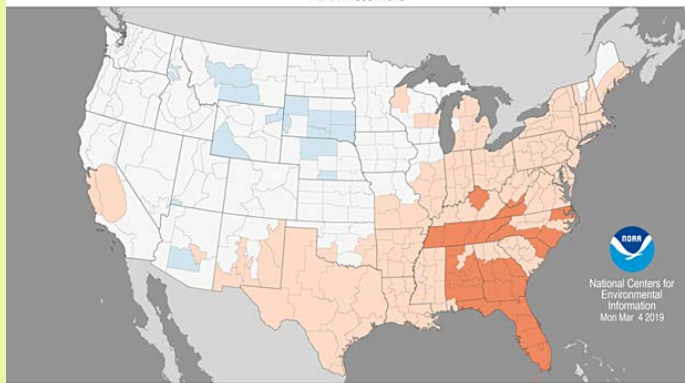 NOAA
National Centers for
Environmental
Information
Mon Mar 4 2019